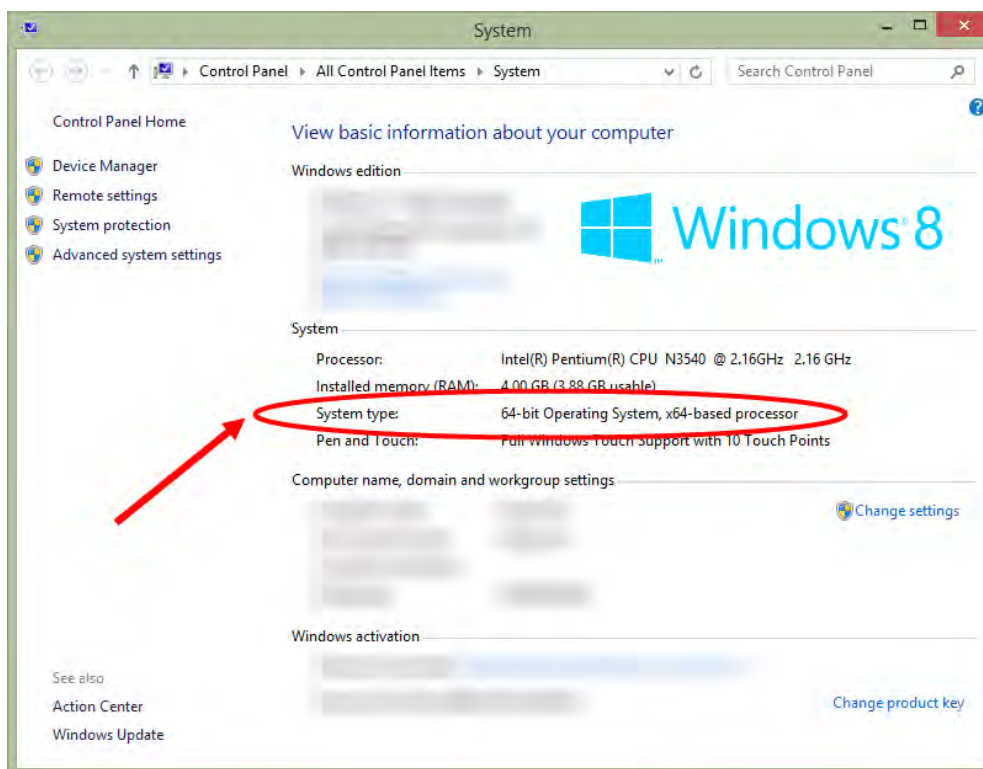 System
Control Panel ▸ All Control Panel Items ▸ System
Search Control Panel
Control Panel Home
Device Manager
Remote settings
System protection
Advanced system settings
View basic information about your computer
Windows edition
Windows 8
System
Processor: Intel(R) Pentium(R) CPU N3540 @ 2.16GHz 2.16 GHz
Installed memory (RAM): 4.00 GB (3.88 GB usable)
System type: 64-bit Operating System, x64-based processor
Pen and Touch: Full Windows Touch Support with 10 Touch Points
Computer name, domain and workgroup settings
Change settings
Windows activation
Change product key
See also
Action Center
Windows Update